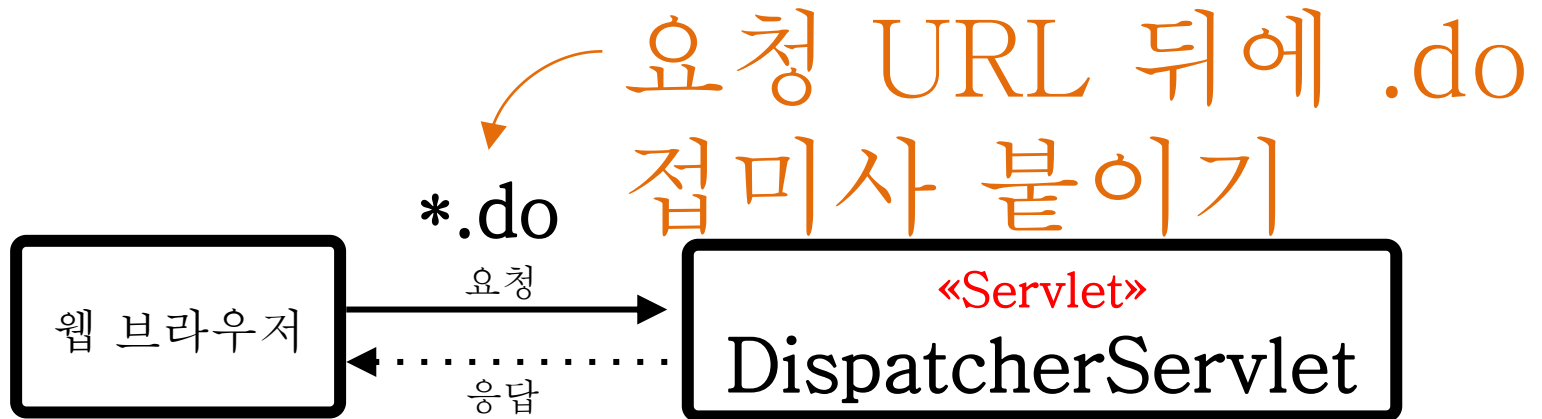 요청 URL 뒤에 .do
접미사 붙이기
*.do
요청
웹 브라우저
응답
«Servlet»
DispatcherServlet